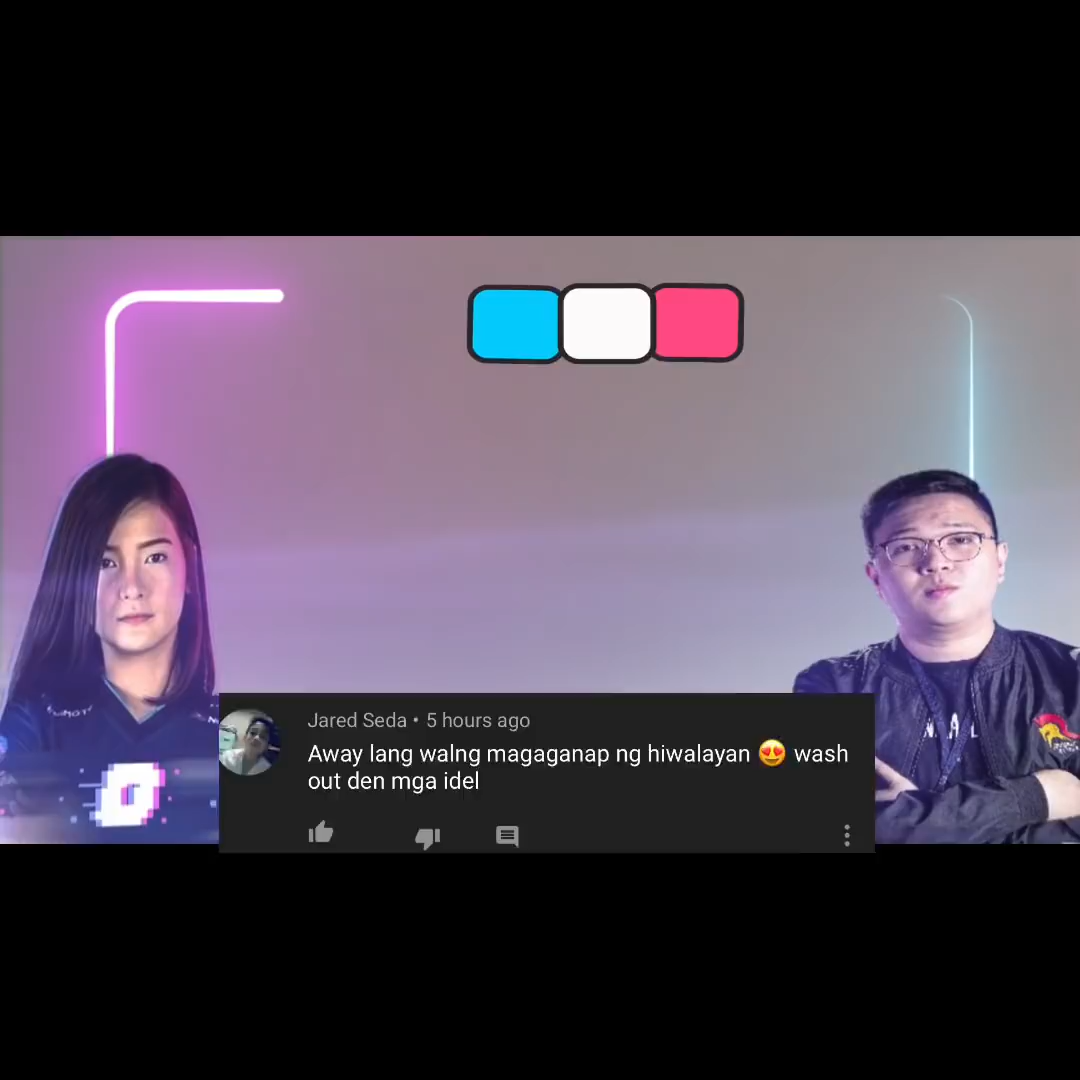 Jared Seda • 5 hours ago
Away lang walng magaganap ng hiwalayan 😍 wash
out den mga idel